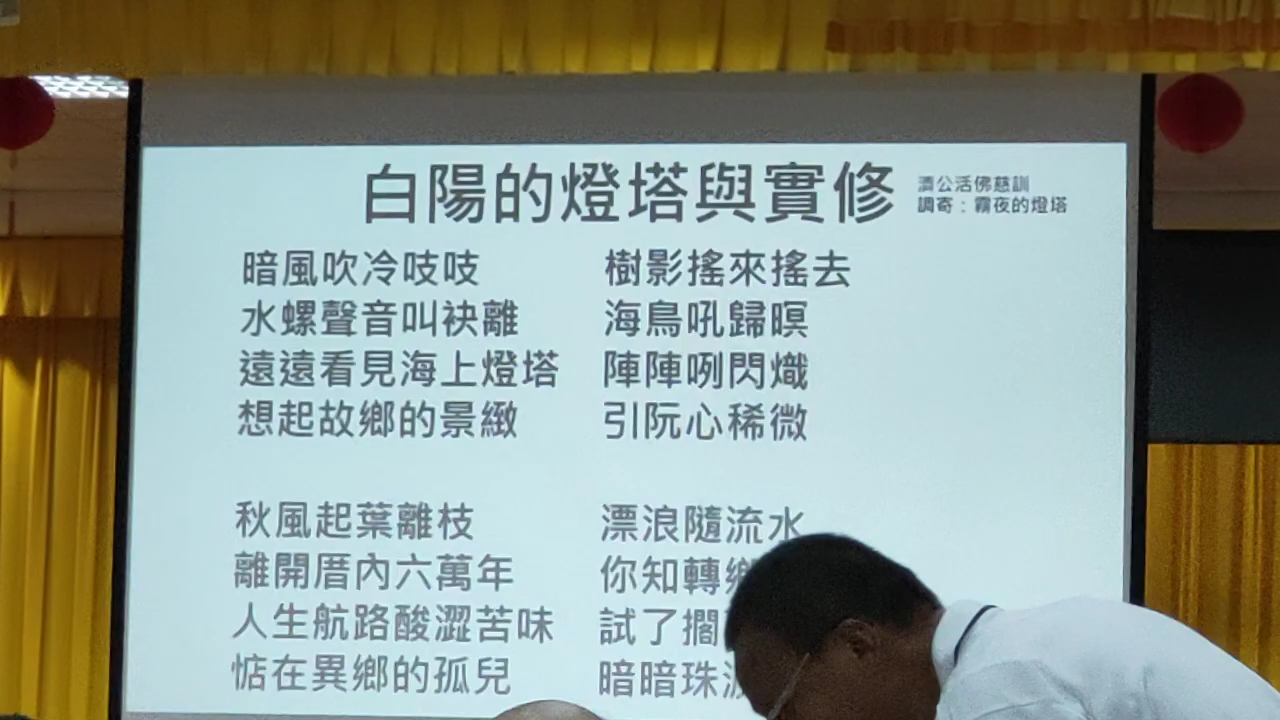 白陽的燈塔與實修
濟公活佛慈訓
調寄：霧夜的燈塔
暗風吹冷吱吱 樹影搖來搖去
水螺聲音叫袂離 海鳥吼歸暝
遠遠看見海上燈塔 陣陣咧閃熾
想起故鄉的景緻 引阮心稀微
秋風起葉離枝 漂浪隨流水
離開厝內六萬年 你知轉
人生航路酸澀苦味 試了擱
惦在異鄉的孤兒 暗暗珠